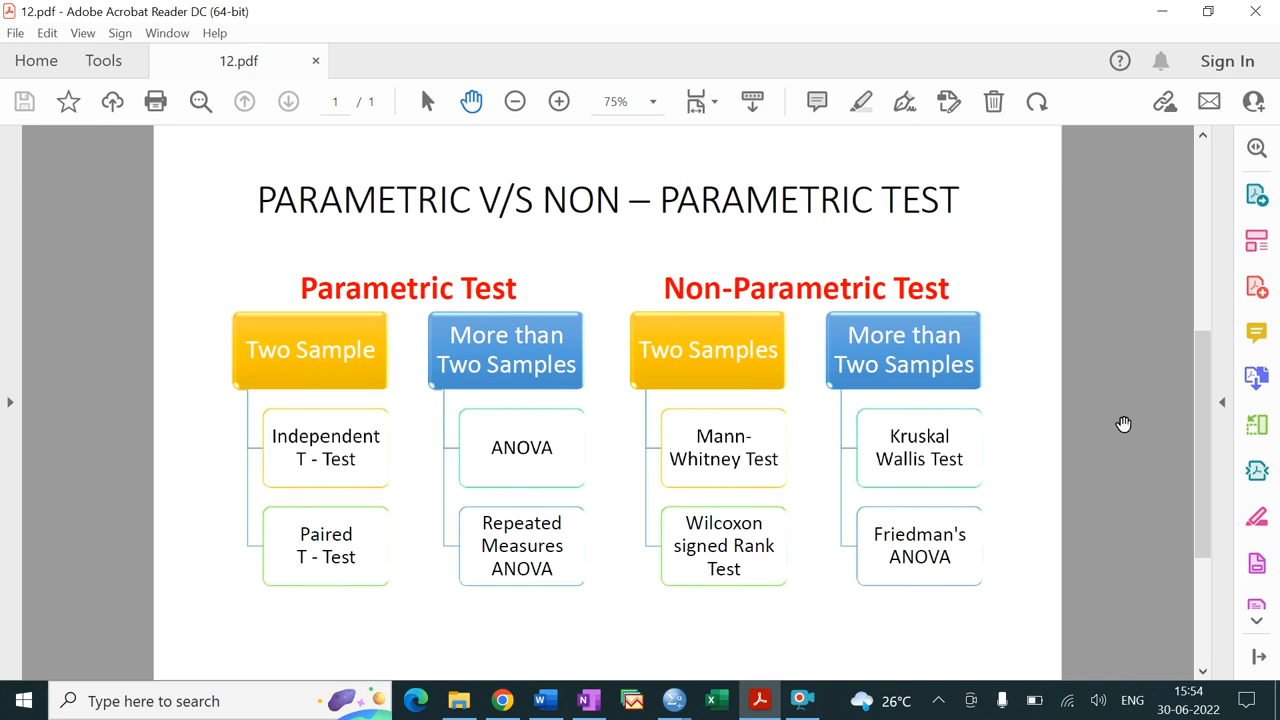 12.pdf - Adobe Acrobat Reader DC (64-bit)
File Edit View Sign Window Help
Home Tools 12.pdf × Sign In
1 / 1 75%
PARAMETRIC V/S NON – PARAMETRIC TEST
Parametric Test Non-Parametric Test
Two Sample
More than
Two Samples
Two Samples
More than
Two Samples
Independent
T - Test
ANOVA
Mann-
Whitney Test
Kruskal
Wallis Test
Paired
T - Test
Repeated
Measures
ANOVA
Wilcoxon
signed Rank
Test
Friedman's
ANOVA
Type here to search
26°C ENG
15:54
30-06-2022